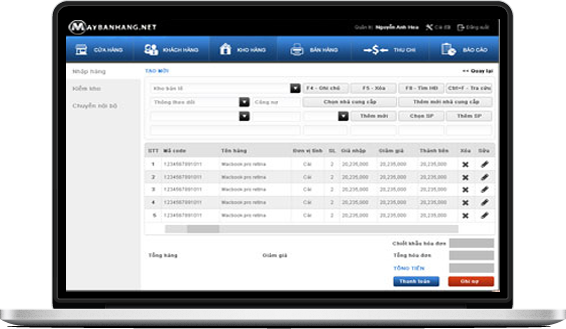 MAYBANHANG.NET
Quản trị: Nguyễn Anh Hoa Cài đặt Đăng xuất
CỬA HÀNG KHÁCH HÀNG KHO HÀNG BÁN HÀNG THU CHI BÁO CÁO
Nhập hàng TẠO MỚI Quay lại
Kiểm kho
Chuyển nội bộ
Kho bán lẻ F4 - Ghi chú F5 - Xóa F9 - Tìm HĐ Ctrl+F - Tra cứu
Thông theo dõi Công nợ Chọn nhà cung cấp Thêm mới nhà cung cấp
Thêm mới Chọn SP Thêm SP
STT Mã code Tên hàng Đơn vị tính SL Giá nhập Giảm giá Thành tiền Xóa Sửa
1 1234567891011 Macbook pro retina Cái 2 20,235,000 20,235,000 20,235,000
2 1234567891011 Macbook pro retina Cái 2 20,235,000 20,235,000 20,235,000
3 1234567891011 Macbook pro retina Cái 2 20,235,000 20,235,000 20,235,000
4 1234567891011 Macbook pro retina Cái 2 20,235,000 20,235,000 20,235,000
5 1234567891011 Macbook pro retina Cái 2 20,235,000 20,235,000 20,235,000
Chiết khấu hóa đơn
Tổng hàng Giảm giá Tổng hóa đơn
TỔNG TIỀN
Thanh toán Ghi nợ